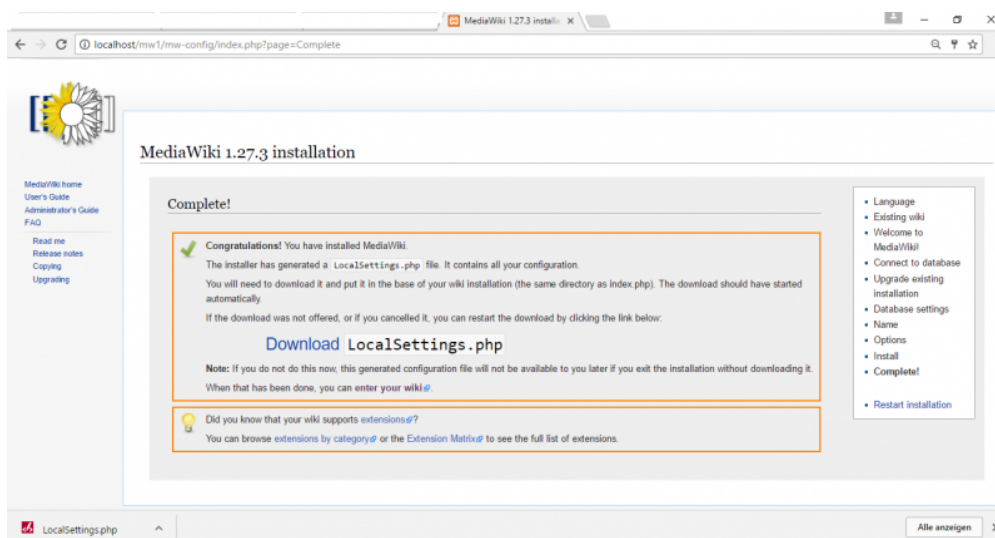 MediaWiki 1.27.3 installa
localhost/mw1/mw-config/index.php?page=Complete
MediaWiki home
User's Guide
Administrator's Guide
FAQ
Read me
Release notes
Copying
Upgrading
MediaWiki 1.27.3 installation
Complete!
Congratulations! You have installed MediaWiki.
The installer has generated a LocalSettings.php file. It contains all your configuration.
You will need to download it and put it in the base of your wiki installation (the same directory as index.php). The download should have started
automatically.
If the download was not offered, or if you cancelled it, you can restart the download by clicking the link below:
Download LocalSettings.php
Note: If you do not do this now, this generated configuration file will not be available to you later if you exit the installation without downloading it.
When that has been done, you can enter your wiki.
Did you know that your wiki supports extensions?
You can browse extensions by category or the Extension Matrix to see the full list of extensions.
Language
Existing wiki
Welcome to
MediaWiki!
Connect to database
Upgrade existing
installation
Database settings
Name
Options
Install
Complete!
Restart installation
LocalSettings.php
Alle anzeigen